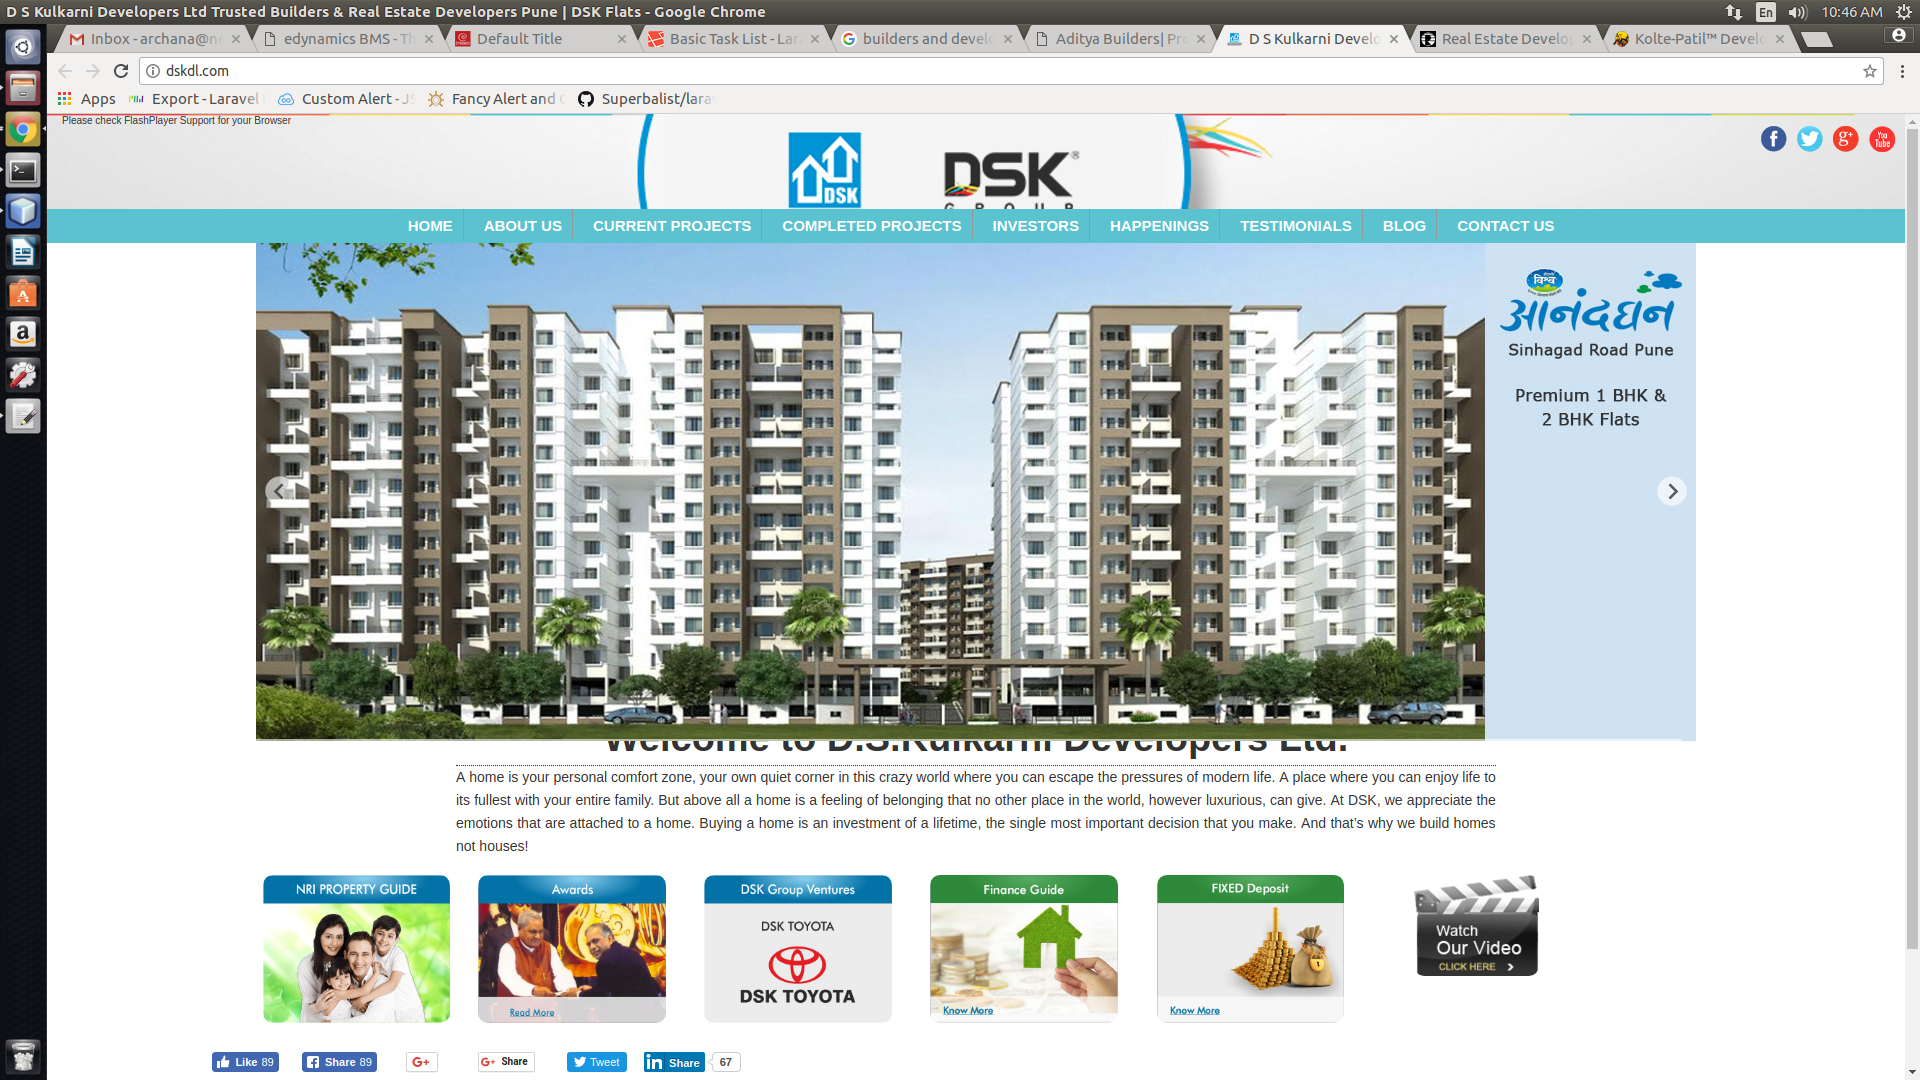 D S Kulkarni Developers Ltd Trusted Builders & Real Estate Developers Pune | DSK Flats - Google Chrome
En
10:46 AM
Inbox - archana@n
edynamics BMS - Th
Default Title
Basic Task List - Lar
builders and develo
Aditya Builders| Pr
D S Kulkarni Develo
Real Estate Develop
Kolte-Patil™ Develo
dskdl.com
Apps
Export - Laravel
Custom Alert - JS
Fancy Alert and
Superbalist/lara
Please check FlashPlayer Support for your Browser
DSK
DSK®
GROUP
You
Tube
HOME
ABOUT US
CURRENT PROJECTS
COMPLETED PROJECTS
INVESTORS
HAPPENINGS
TESTIMONIALS
BLOG
CONTACT US
विश्व
आनंदघन
Sinhagad Road Pune
Premium 1 BHK &
2 BHK Flats
Welcome to D.S.Kulkarni Developers Ltd.
A home is your personal comfort zone, your own quiet corner in this crazy world where you can escape the pressures of modern life. A place where you can enjoy life to
its fullest with your entire family. But above all a home is a feeling of belonging that no other place in the world, however luxurious, can give. At DSK, we appreciate the
emotions that are attached to a home. Buying a home is an investment of a lifetime, the single most important decision that you make. And that’s why we build homes
not houses!
NRI PROPERTY GUIDE
Awards
Read More
DSK Group Ventures
DSK TOYOTA
DSK TOYOTA
Finance Guide
Know More
FIXED Deposit
Know More
Watch
Our Video
CLICK HERE
Like 89
Share 89
G+
G+ Share
Tweet
in Share
67